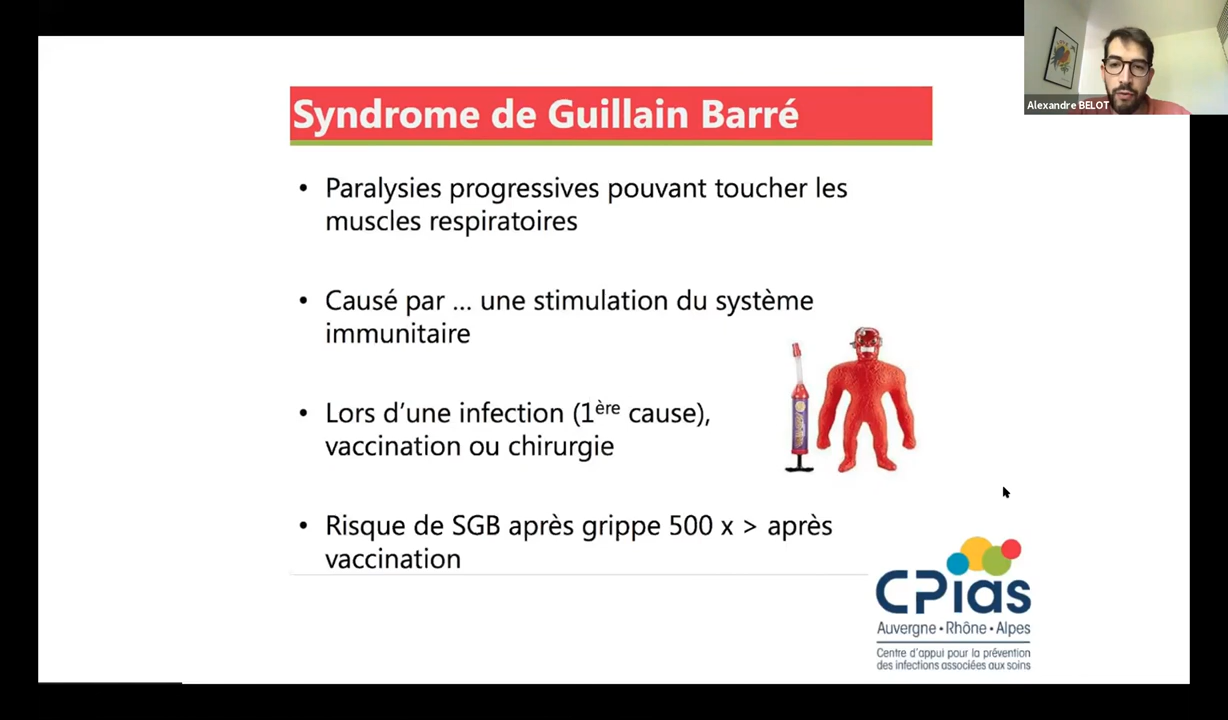 Alexandre BELOT
Syndrome de Guillain Barré
• Paralysies progressives pouvant toucher les
muscles respiratoires
• Causé par ... une stimulation du système
immunitaire
• Lors d'une infection (1ère cause),
vaccination ou chirurgie
• Risque de SGB après grippe 500 x > après
vaccination
CPias
Auvergne • Rhône • Alpes
Centre d'appui pour la prévention
des infections associées aux soins